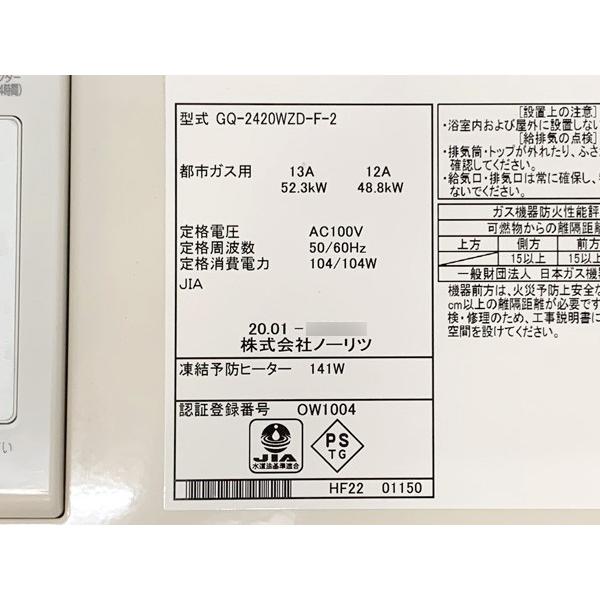 ター
4時間)
さい
型式 GQ-2420WZD-F-2
都市ガス用 13A 12A
52.3kW 48.8kW
定格電圧 AC100V
定格周波数 50/60Hz
定格消費電力 104/104W
JIA
20.01 -
株式会社ノーリツ
凍結予防ヒーター 141W
認証登録番号 OW1004
JIA
水道法基準適合
PS
TG
HF22 01150
[設置上の注意]
・浴室内および屋外に設置しない
[給排気の点検]
・排気筒・トップが外れたり、ふさ
確認してください。
・給気口・排気口は常に確保し、
ないでください。
ガス機器防火性能評
可燃物からの離隔距離
上方 側方 前方
15以上 15以上
一般財団法人 日本ガス機
機器前方は、火災予防上安全な
cm以上の離隔距離が必要です
検・修理のため、工事説明書に
空間を設けてください。